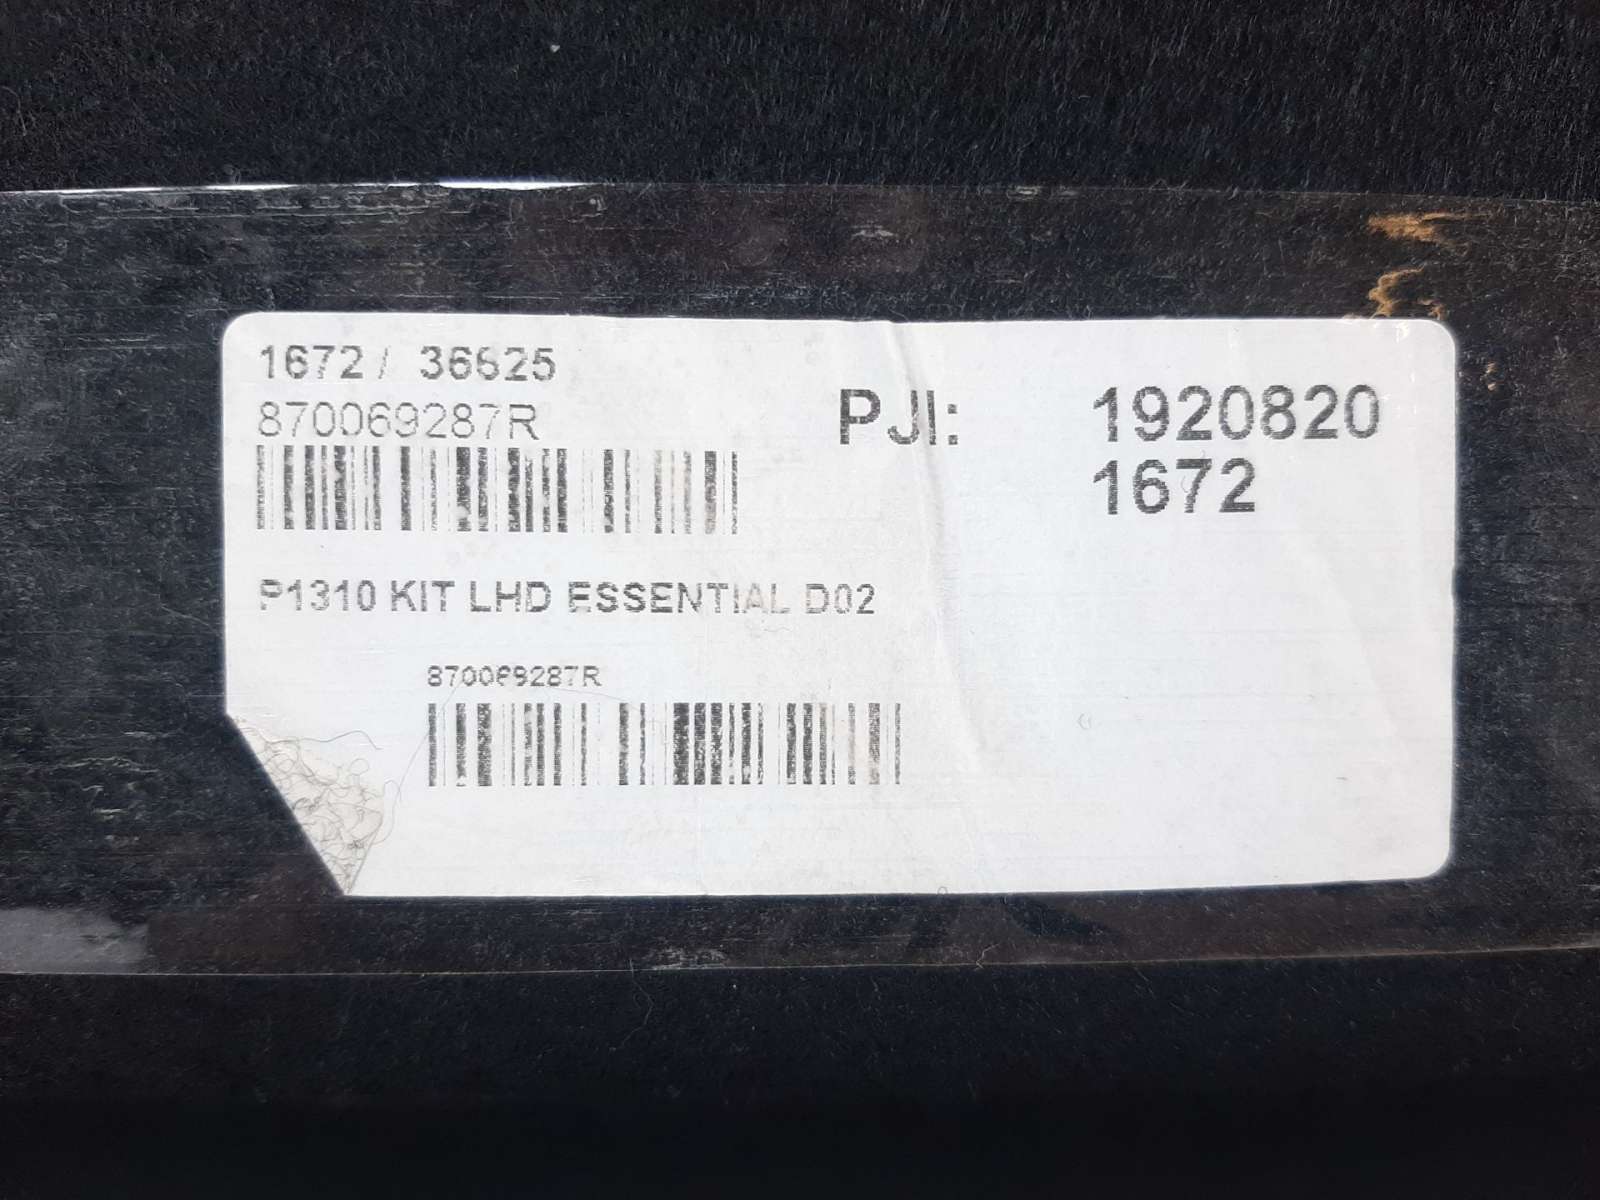 1672 / 36625
870069287R
PJI: 1920820
1672
P1310 KIT LHD ESSENTIAL D02
870069287R